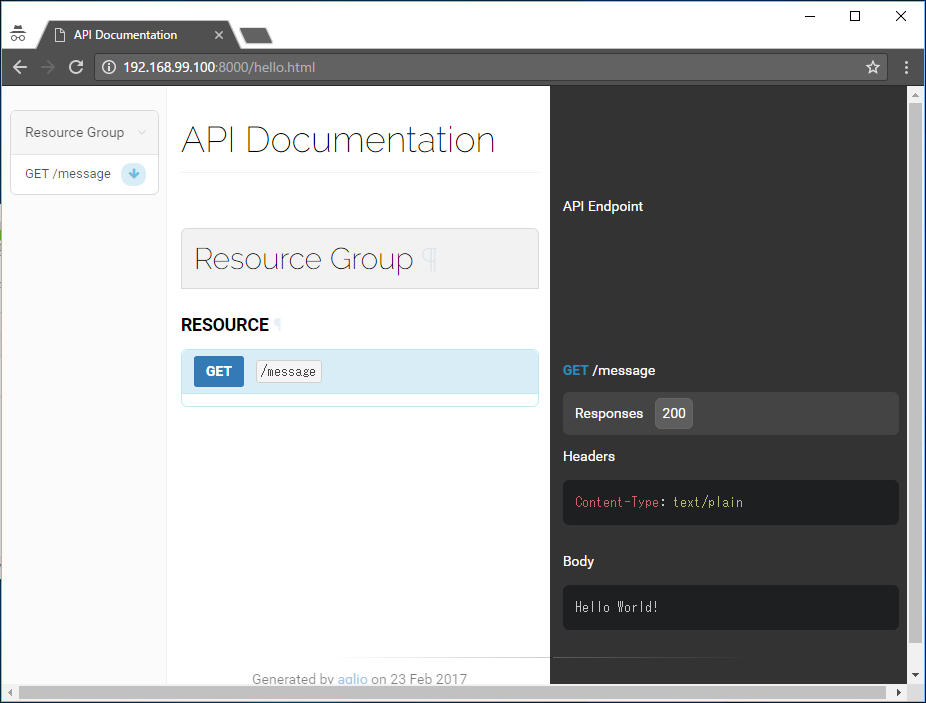 API Documentation
192.168.99.100:8000/hello.html
Resource Group
GET /message
API Documentation
Resource Group ¶
RESOURCE ¶
GET /message
Generated by aglio on 23 Feb 2017
API Endpoint
GET /message
Responses 200
Headers
Content-Type: text/plain
Body
Hello World!